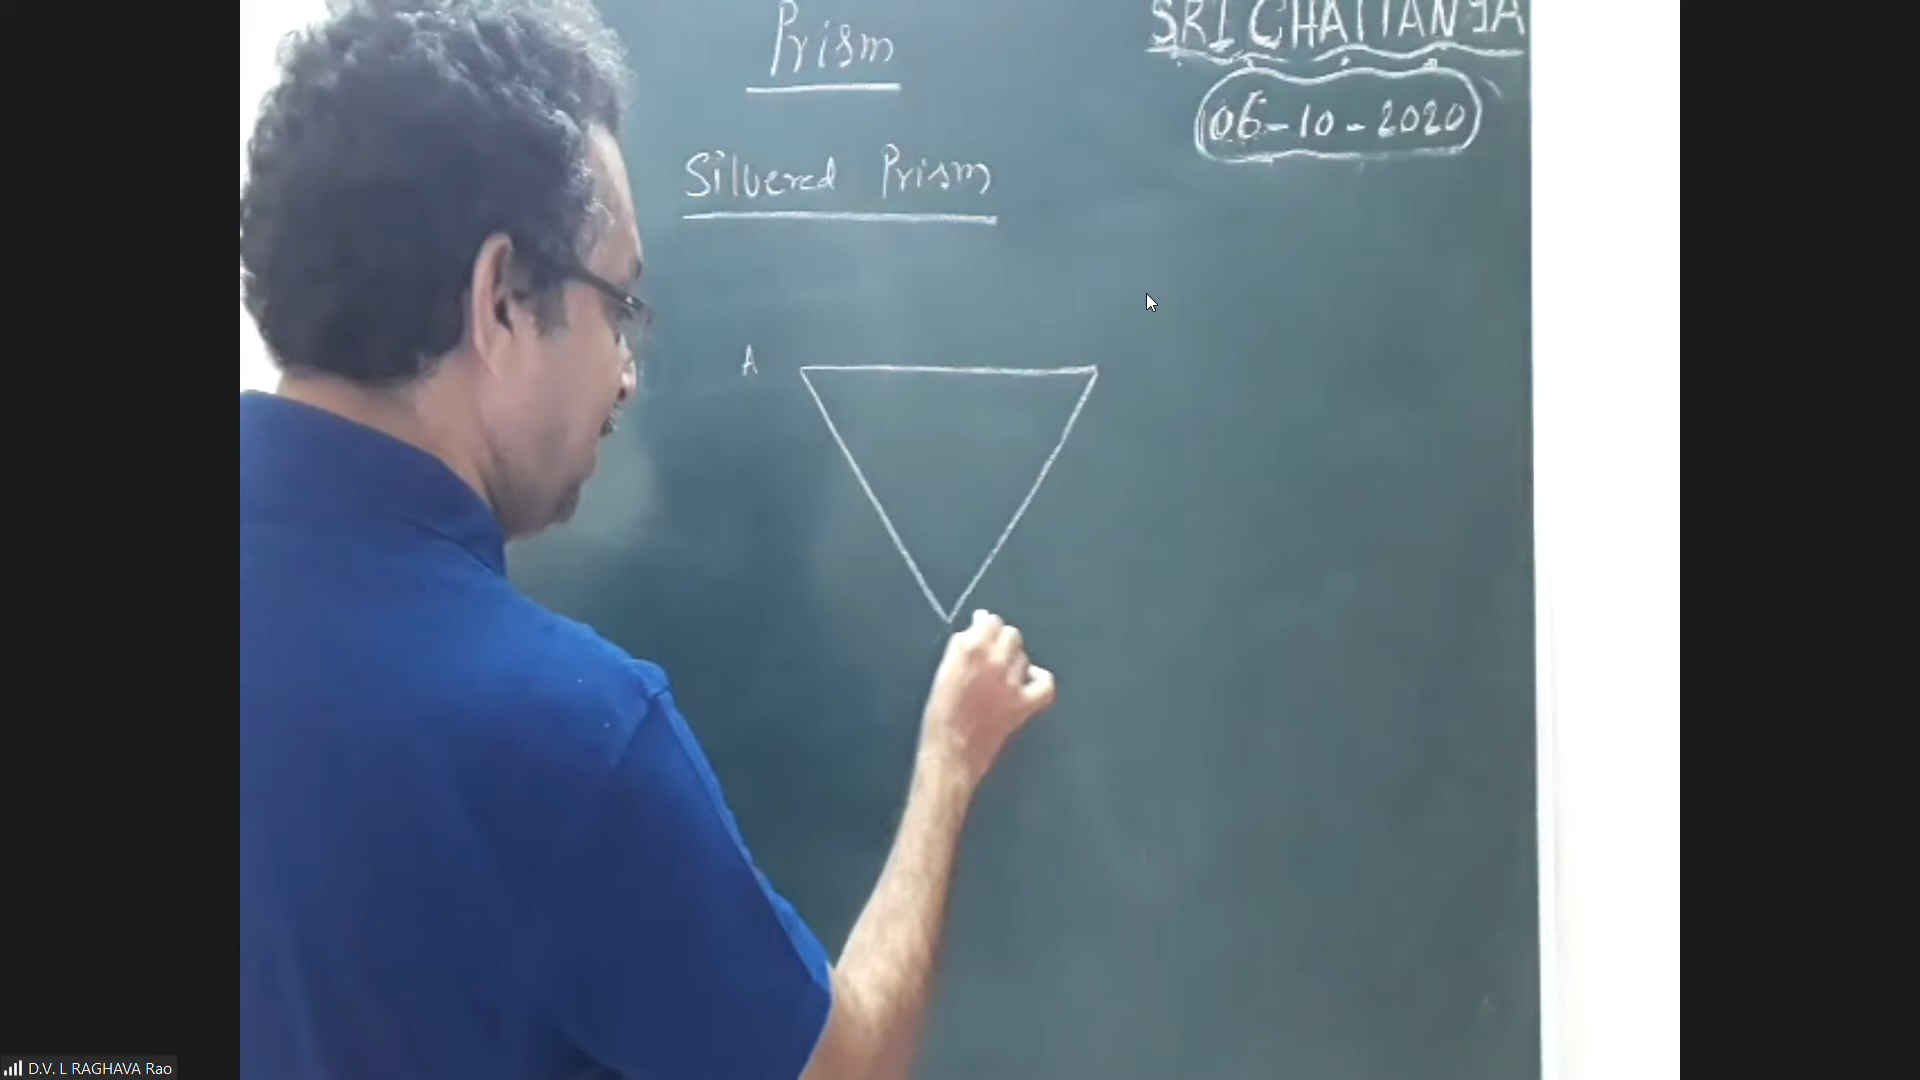 Prism
SRI CHAITANYA
06-10-2020
Silvered Prism
A
D.V. L RAGHAVA Rao